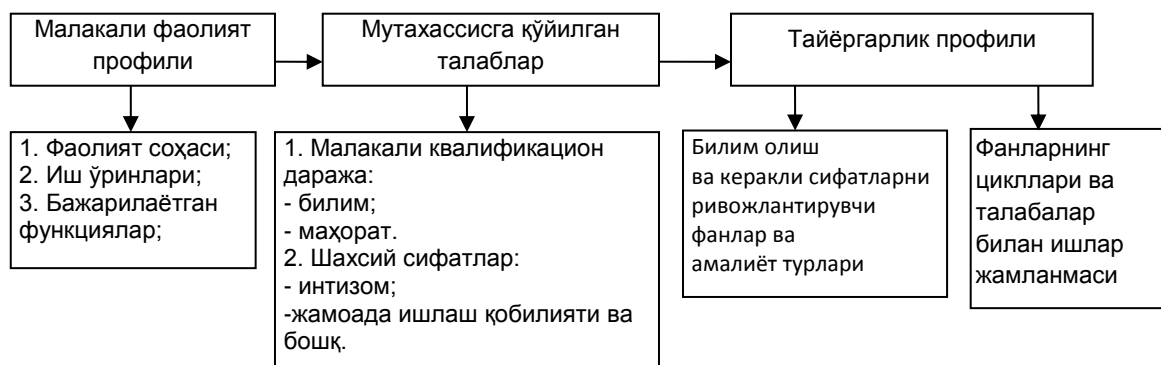 Малакали фаолият
профили
Мутахассисга қўйилган
талаблар
Тайёргарлик профили
1. Фаолият соҳаси;
2. Иш ўринлари;
3. Бажарилаётган
функциялар;
1. Малакали квалификацион
даража:
- билим;
- маҳорат.
2. Шахсий сифатлар:
- интизом;
-жамоада ишлаш қобилияти ва
бошқ.
Билим олиш
ва керакли сифатларни
ривожлантирувчи
фанлар ва
амалиёт турлари
Фанларнинг
цикллари ва
талабалар
билан ишлар
жамланмаси